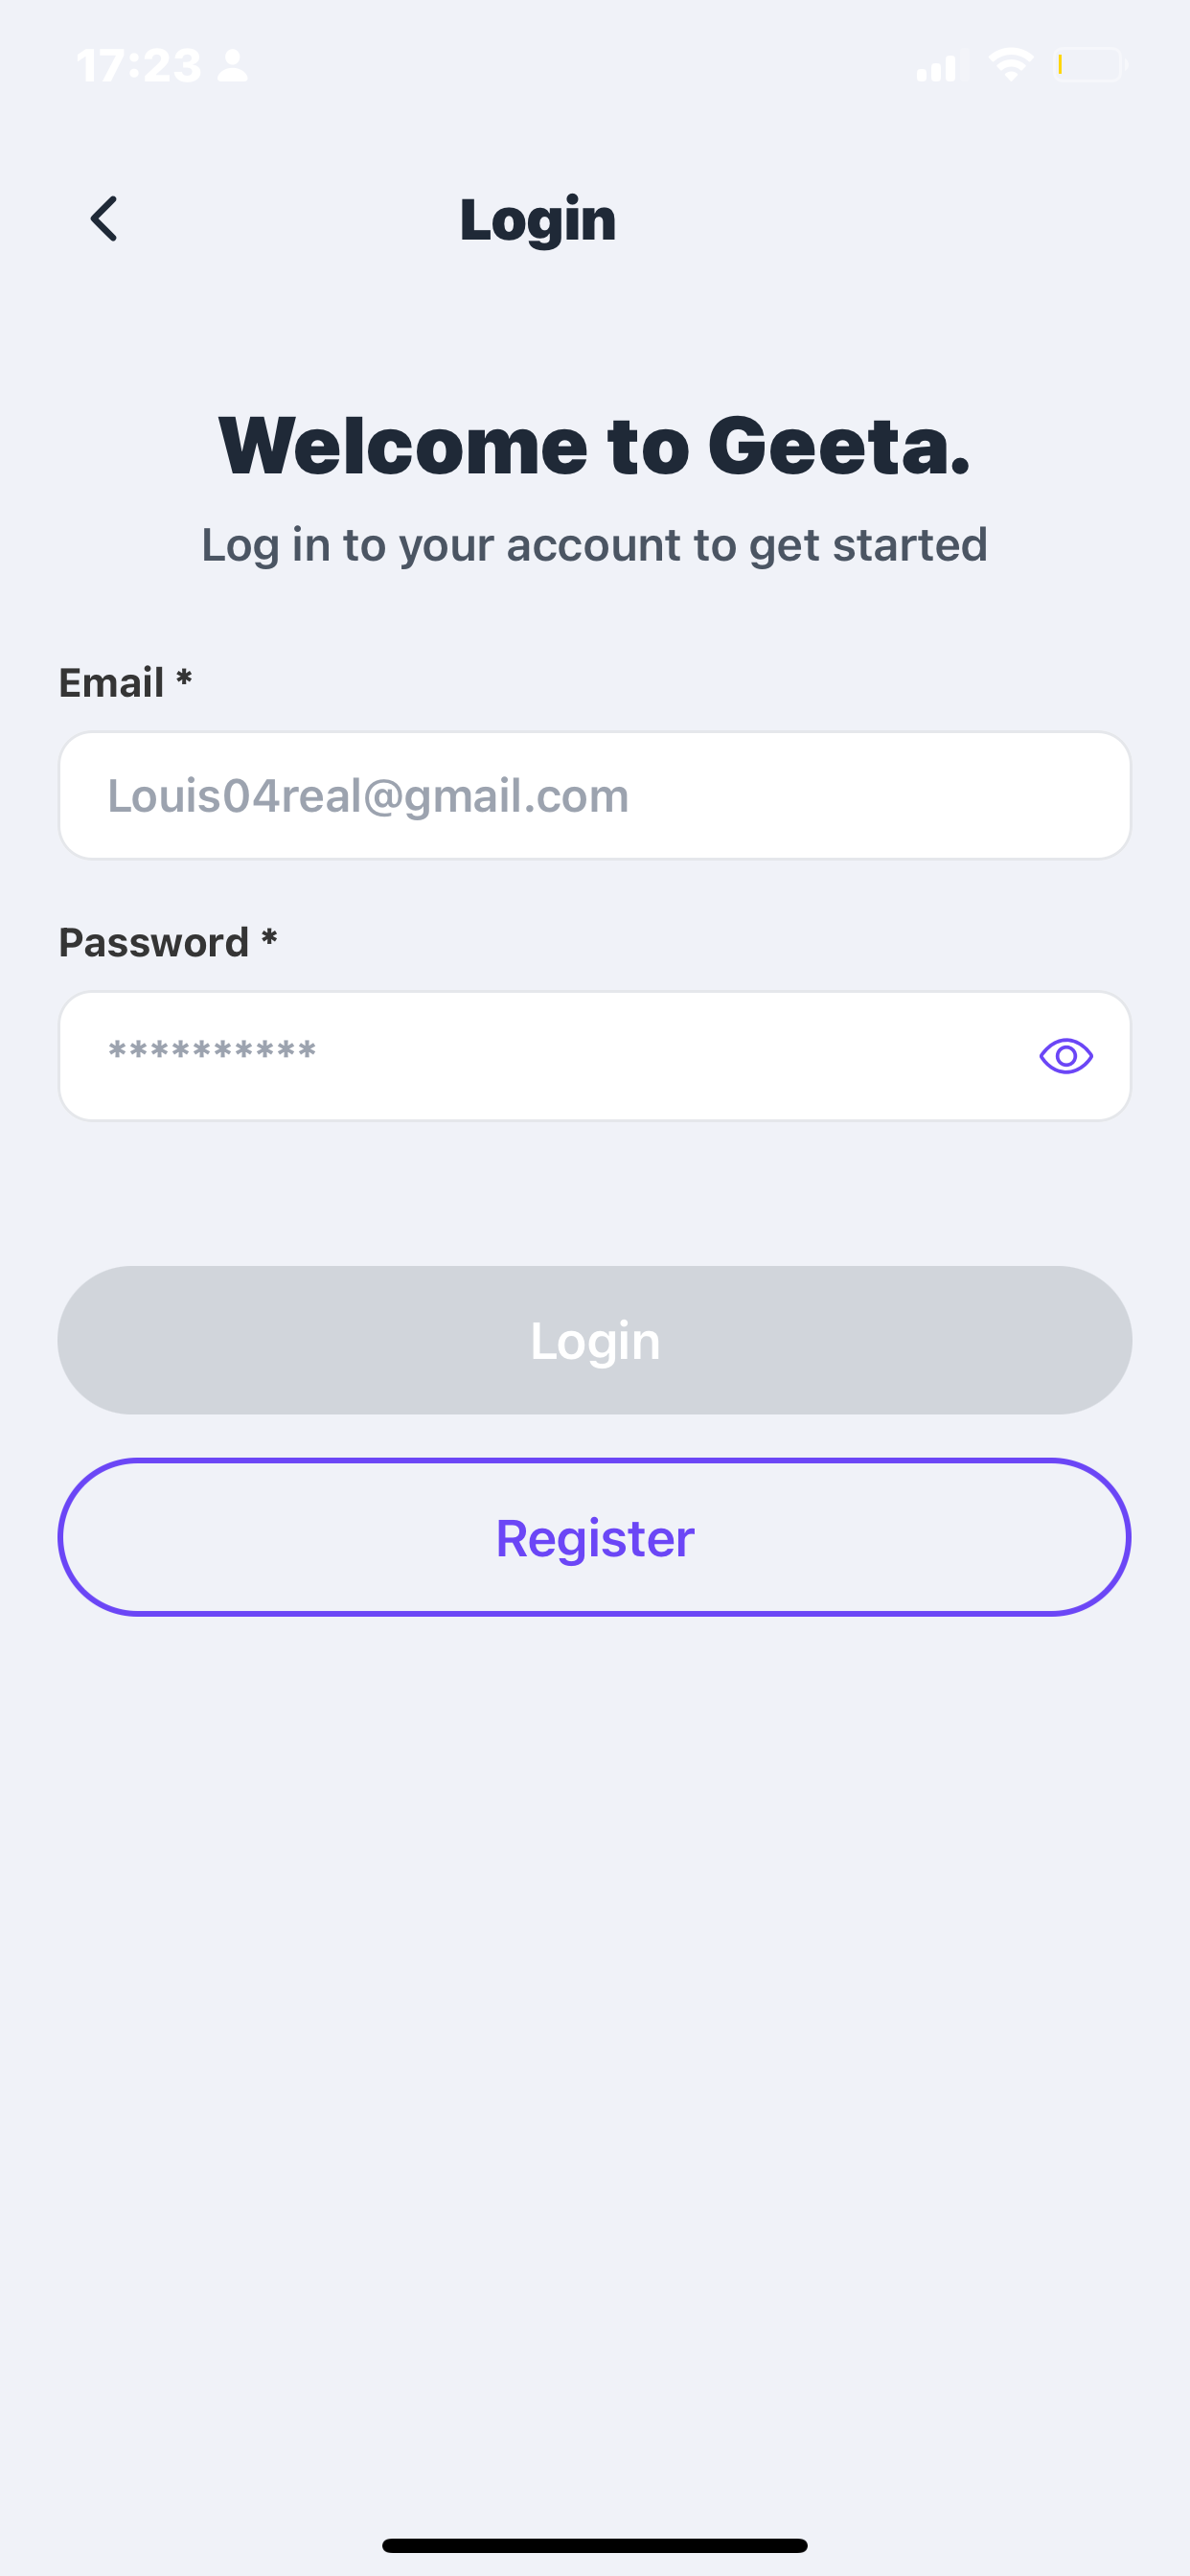 17:23
Login
Welcome to Geeta.
Log in to your account to get started
Email *
Louis04real@gmail.com
Password *
**********
Login
Register